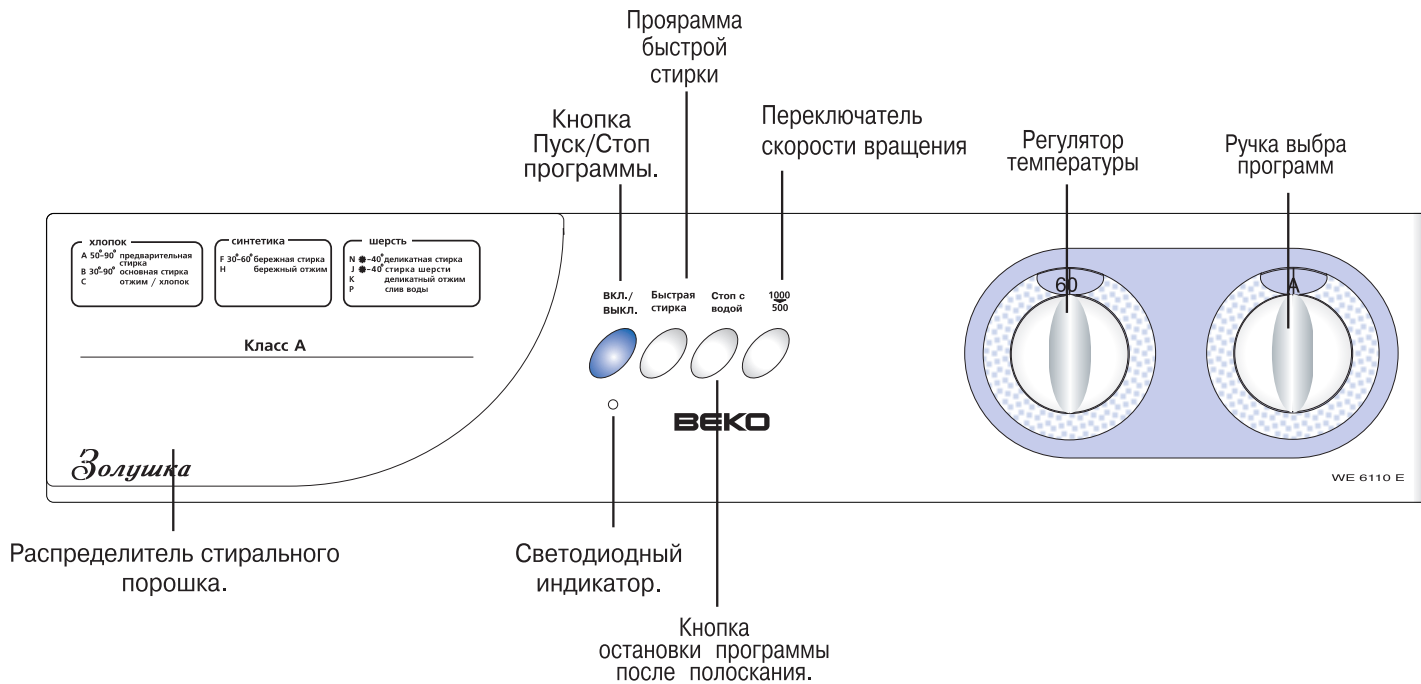 Проярамма
быстрой
стирки
Кнопка
Пуск/Стоп
программы.
Переключатель
скорости вращения
Регулятор
температуры
Ручка выбра
программ
хлопок
А 50°-90° предварительная
стирка
В 30°-90° основная стирка
С отжим / хлопок
синтетика
F 30°-60° бережная стирка
H бережный отжим
шерсть
N ✹-40° деликатная стирка
J ✹-40° стирка шерсти
K деликатный отжим
P слив воды
Класс А
Золушка
ВКЛ./
ВЫКЛ.
Быстрая
стирка
Стоп с
водой
1000
500
BEKO
60
A
WE 6110 E
Распределитель стирального
порошка.
Светодиодный
индикатор.
Кнопка
остановки программы
после полоскания.